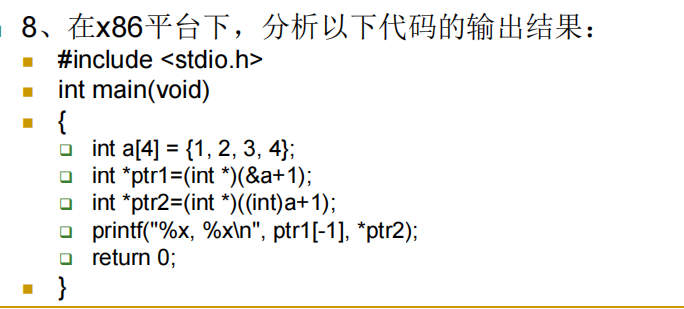 8、在x86平台下，分析以下代码的输出结果：
#include <stdio.h>
int main(void)
{
int a[4] = {1, 2, 3, 4};
int *ptr1=(int *)(&a+1);
int *ptr2=(int *)((int)a+1);
printf("%x, %x\n", ptr1[-1], *ptr2);
return 0;
}